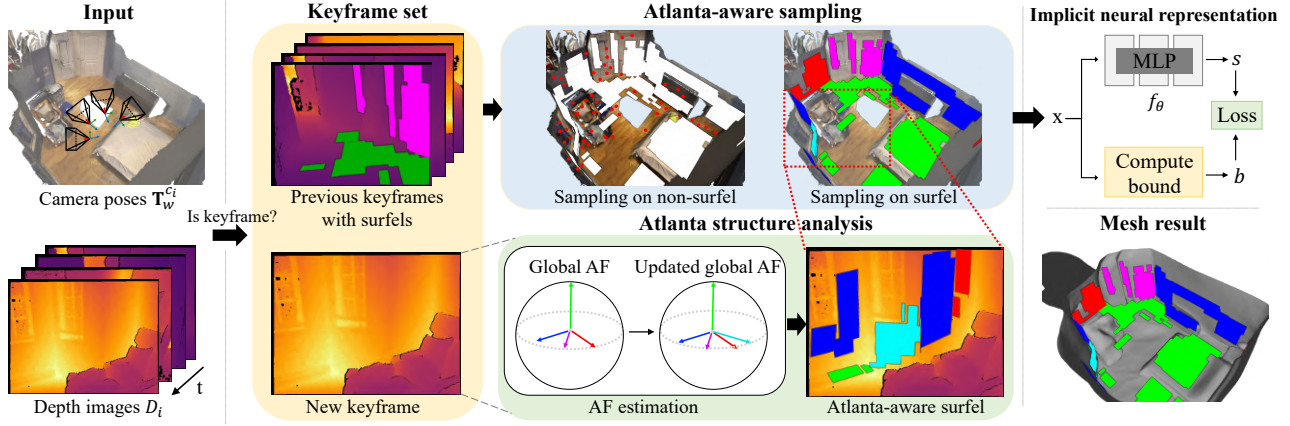 Input
Camera poses T_w^{c_i}
Depth images D_i
t
Is keyframe?
Keyframe set
Previous keyframes
with surfels
New keyframe
Atlanta-aware sampling
Sampling on non-surfel
Sampling on surfel
Atlanta structure analysis
Global AF
Updated global AF
AF estimation
Atlanta-aware surfel
Implicit neural representation
x
MLP
f_θ
s
Loss
Compute
bound
b
Mesh result